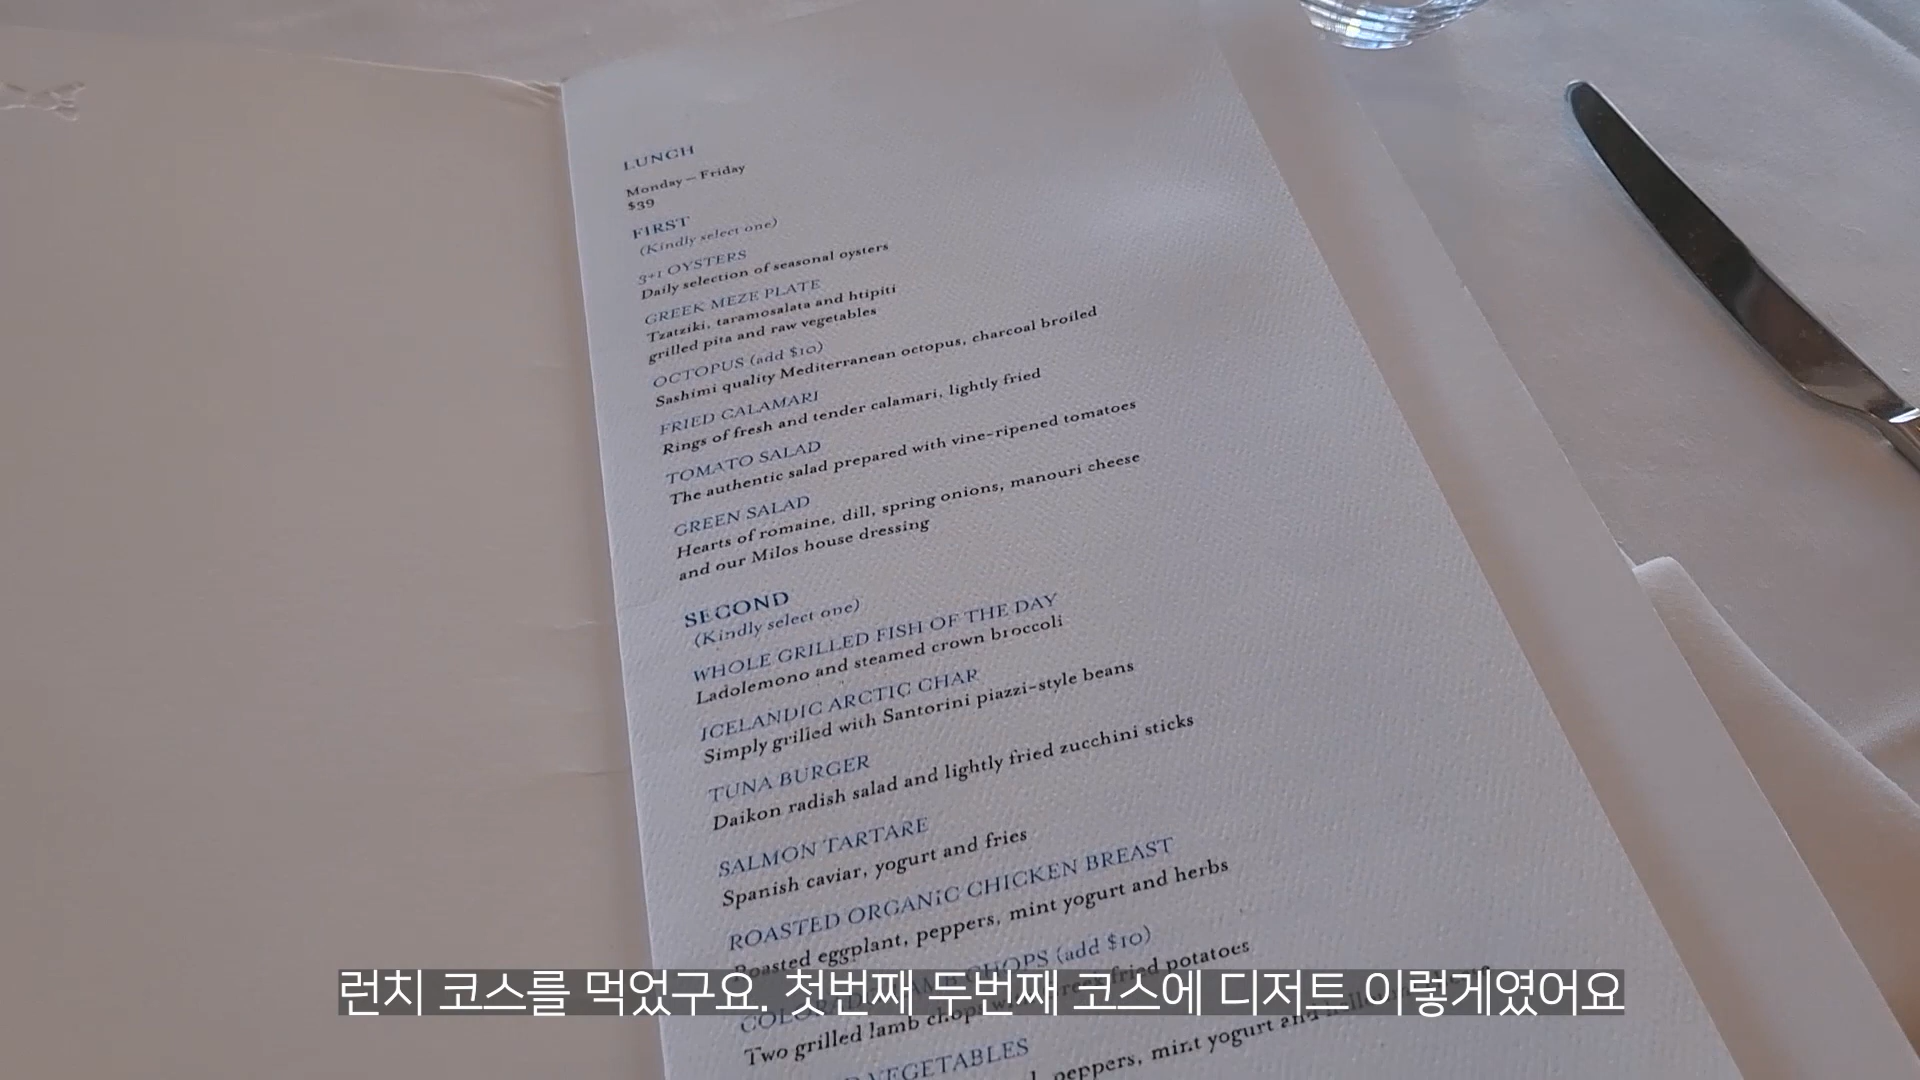 LUNCH
Monday – Friday
$39
FIRST
(Kindly select one)
3+1 OYSTERS
Daily selection of seasonal oysters
GREEK MEZE PLATE
Tzatziki, taramosalata and htipiti
grilled pita and raw vegetables
OCTOPUS (add $10)
Sashimi quality Mediterranean octopus, charcoal broiled
FRIED CALAMARI
Rings of fresh and tender calamari, lightly fried
TOMATO SALAD
The authentic salad prepared with vine-ripened tomatoes
GREEN SALAD
Hearts of romaine, dill, spring onions, manouri cheese
and our Milos house dressing
SECOND
(Kindly select one)
WHOLE GRILLED FISH OF THE DAY
Ladolemono and steamed crown broccoli
ICELANDIC ARCTIC CHAR
Simply grilled with Santorini piazzi-style beans
TUNA BURGER
Daikon radish salad and lightly fried zucchini sticks
SALMON TARTARE
Spanish caviar, yogurt and fries
ROASTED ORGANIC CHICKEN BREAST
Roasted eggplant, peppers, mint yogurt and herbs
LAMB CHOPS (add $10)
Two grilled lamb chops fried potatoes
VEGETABLES
peppers, mint yogurt and
런치 코스를 먹었구요. 첫번째 두번째 코스에 디저트 이렇게였어요